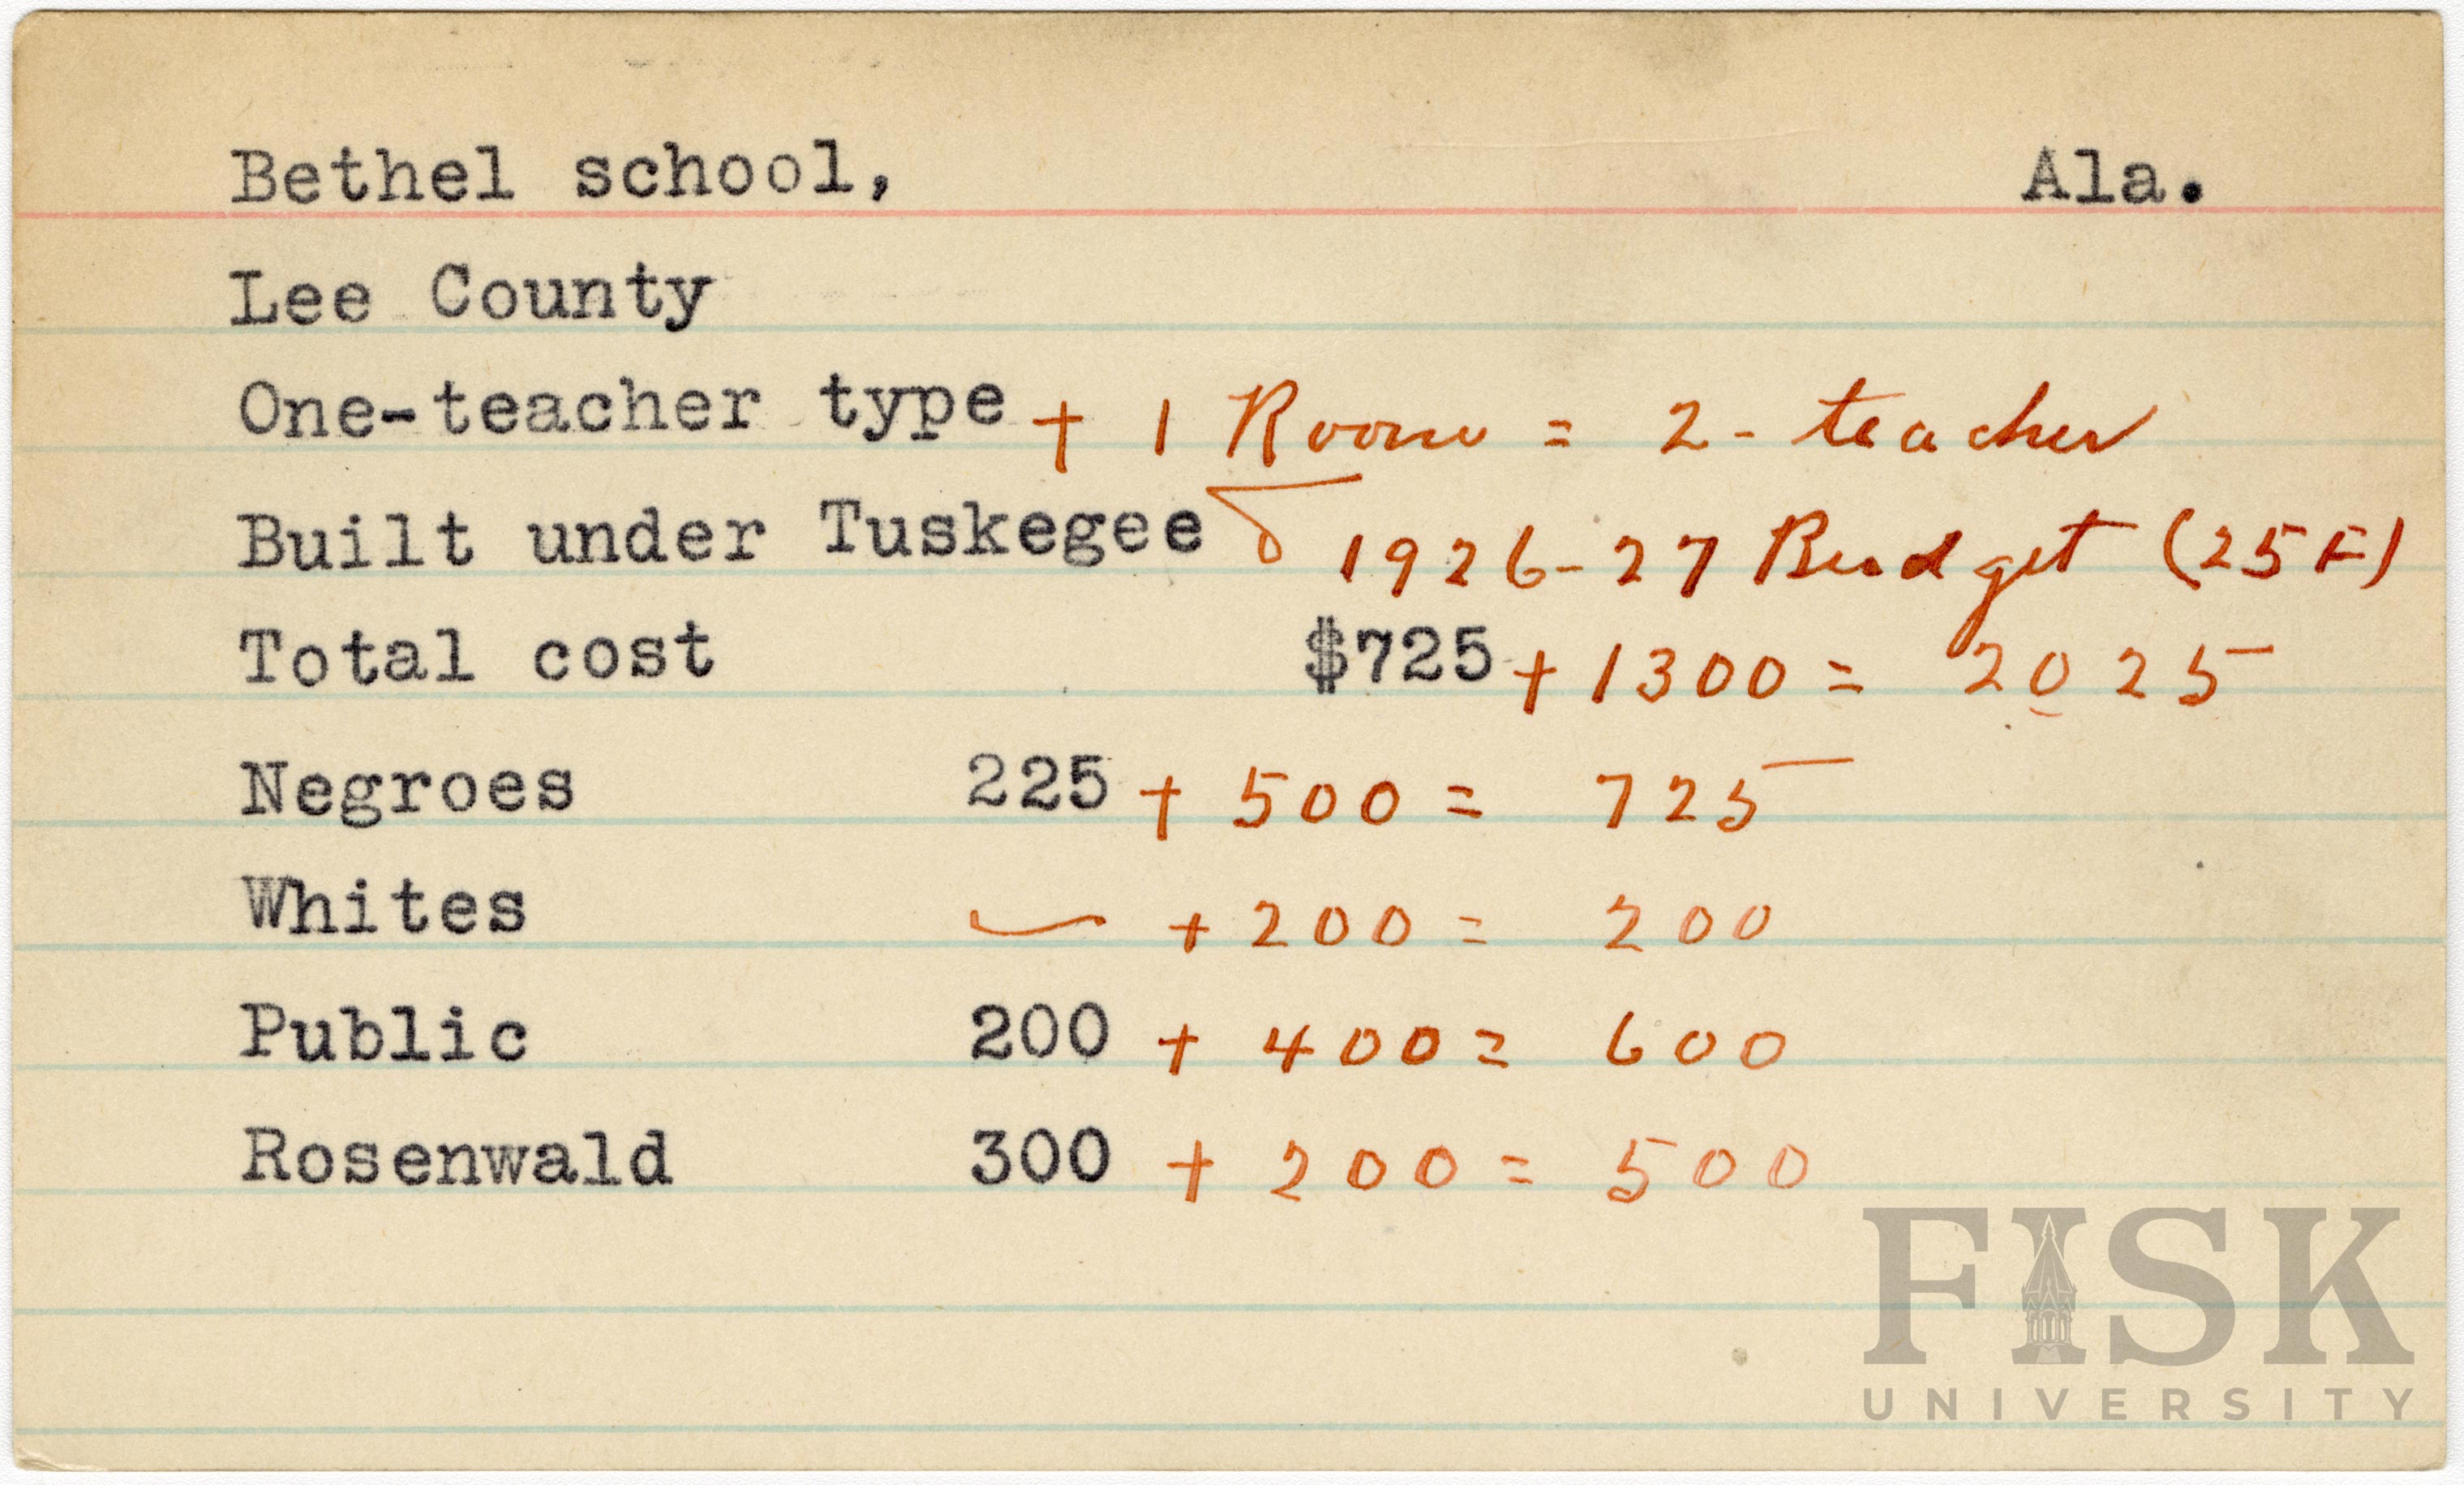 Bethel school, Ala.
Lee County
One-teacher type + 1 Room = 2-teacher
Built under Tuskegee & 1926-27 Budget (25F)
Total cost $725 + 1300 = 2025
Negroes 225 + 500 = 725
Whites — + 200 = 200
Public 200 + 400 = 600
Rosenwald 300 + 200 = 500
FISK
UNIVERSITY